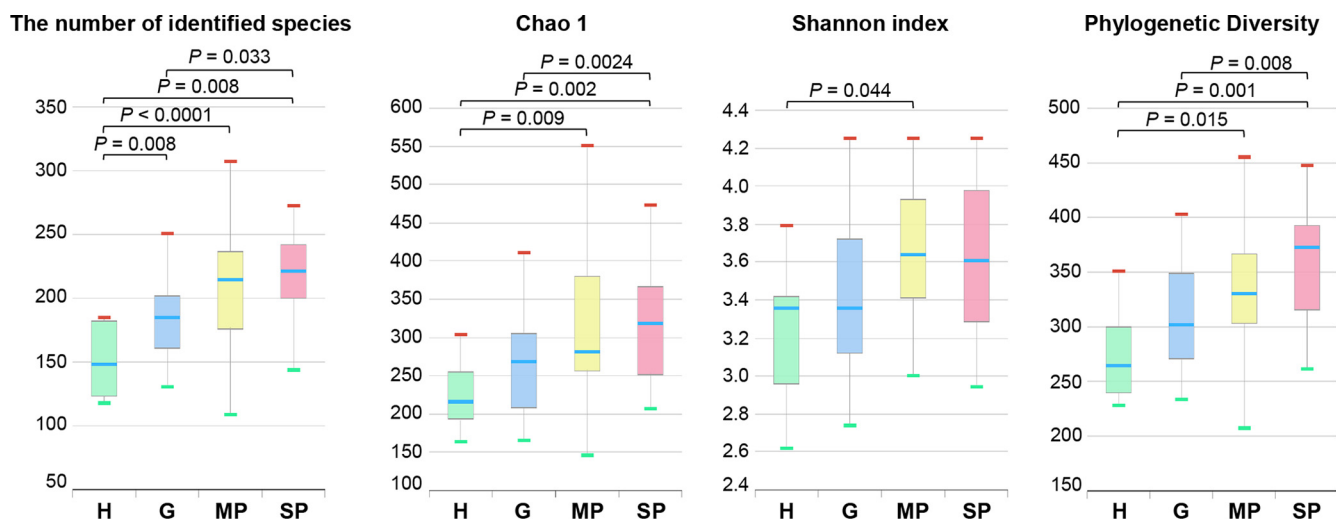 The number of identified species
P = 0.033
P = 0.008
P < 0.0001
P = 0.008
350
300
250
200
150
100
50
H G MP SP
Chao 1
P = 0.0024
P = 0.002
P = 0.009
600
550
500
450
400
350
300
250
200
150
100
H G MP SP
Shannon index
P = 0.044
4.4
4.2
4.0
3.8
3.6
3.4
3.2
3.0
2.8
2.6
2.4
H G MP SP
Phylogenetic Diversity
P = 0.008
P = 0.001
P = 0.015
500
450
400
350
300
250
200
150
H G MP SP